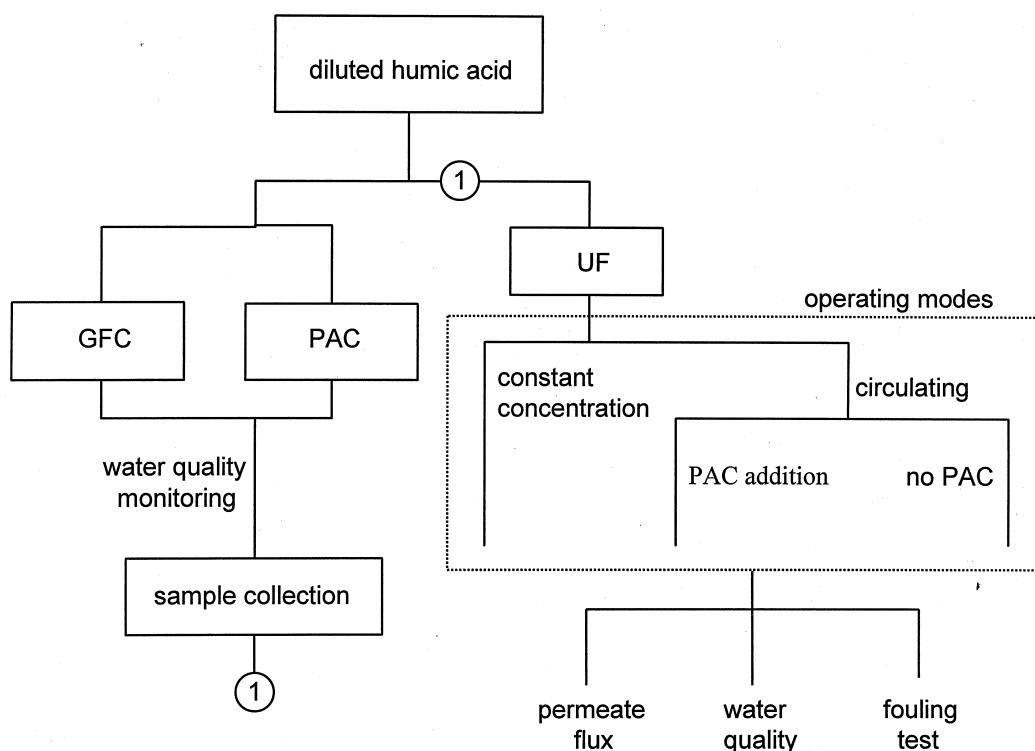 diluted humic acid
1
UF
operating modes
GFC
PAC
constant
concentration
circulating
PAC addition
no PAC
water quality
monitoring
sample collection
1
permeate
flux
water
quality
fouling
test